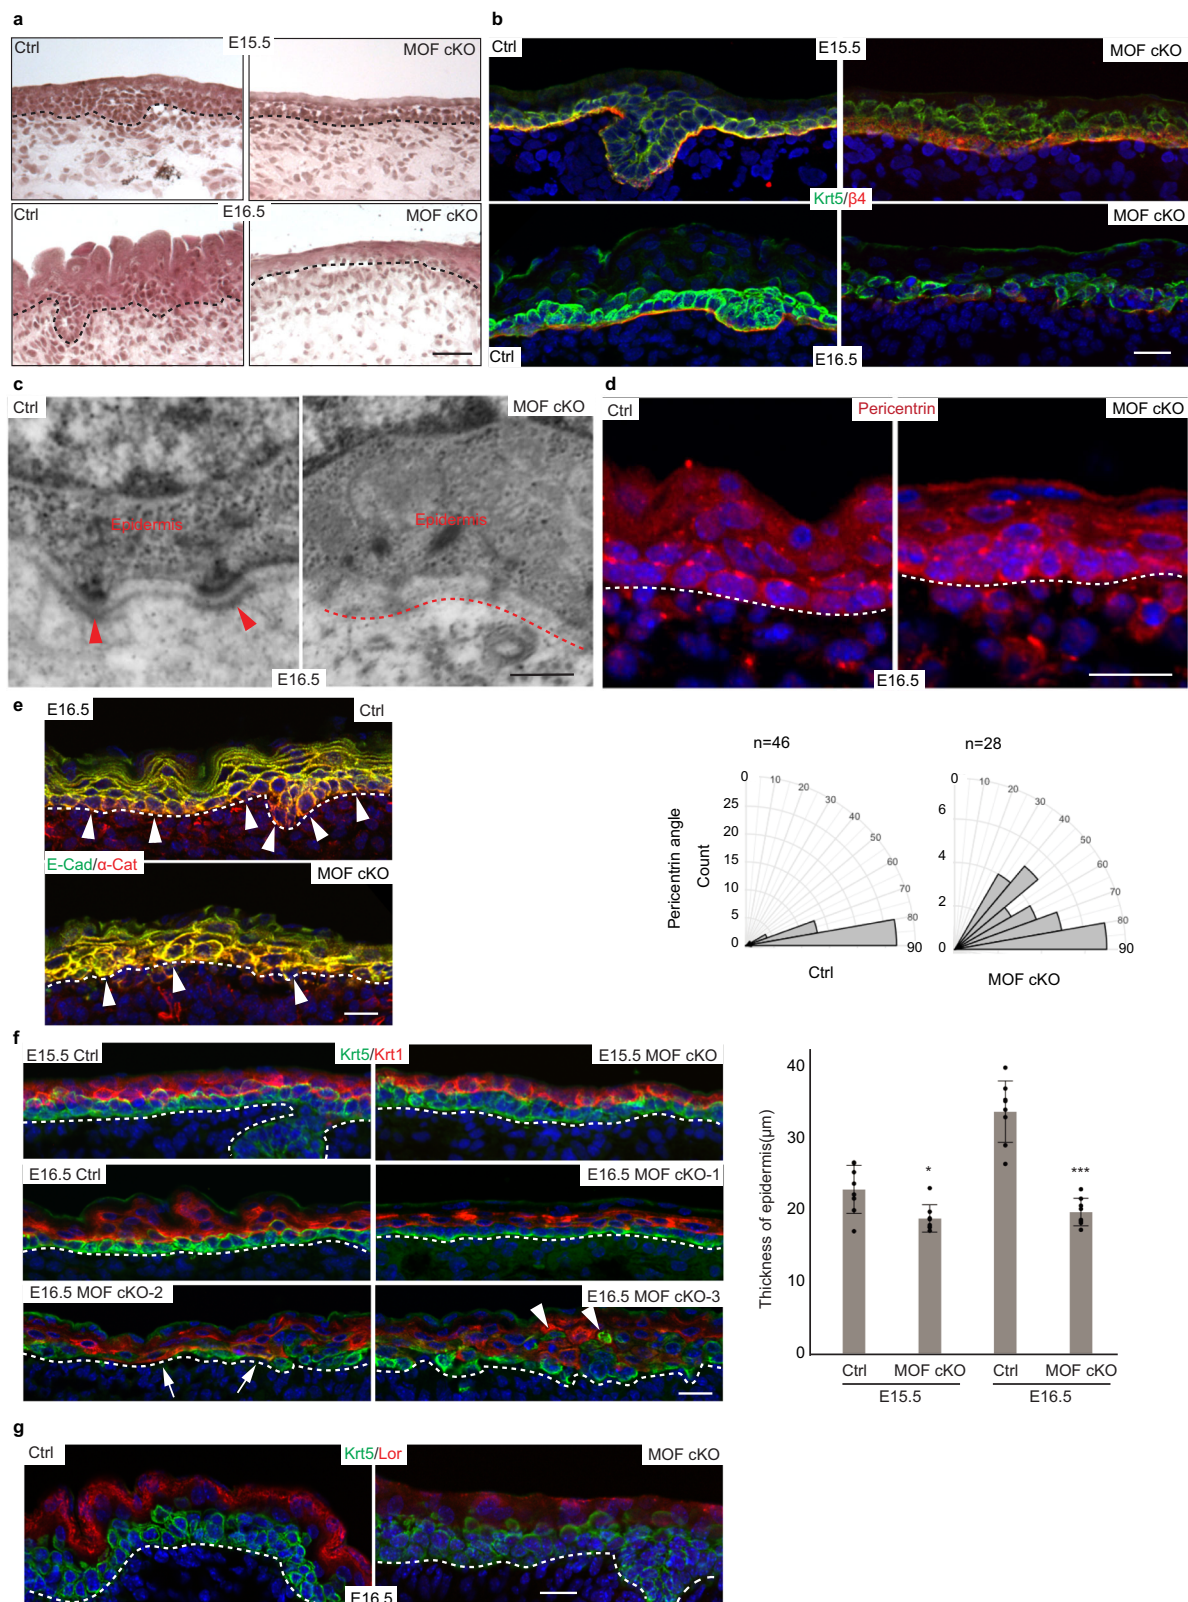 a
Ctrl
E15.5
MOF cKO
Ctrl
E16.5
MOF cKO
b
Ctrl
E15.5
MOF cKO
Krt5/β4
MOF cKO
Ctrl
E16.5
c
Ctrl
MOF cKO
Epidermis
Epidermis
E16.5
d
Ctrl
Pericentrin
MOF cKO
E16.5
e
E16.5
Ctrl
E-Cad/α-Cat
MOF cKO
n=46
n=28
Pericentrin angle
Count
0
25
20
15
10
5
0
10
20
30
40
50
60
70
80
90
Ctrl
0
6
4
2
0
10
20
30
40
50
60
70
80
90
MOF cKO
f
E15.5 Ctrl
Krt5/Krt1
E15.5 MOF cKO
E16.5 Ctrl
E16.5 MOF cKO-1
E16.5 MOF cKO-2
E16.5 MOF cKO-3
Thickness of epidermis(μm)
40
30
20
10
0
*
***
Ctrl
MOF cKO
Ctrl
MOF cKO
E15.5
E16.5
g
Ctrl
Krt5/Lor
MOF cKO
E16.5